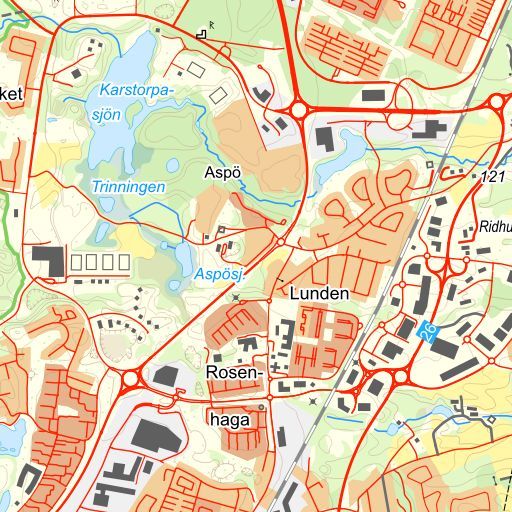 Karstorpa-
sjön
ket
Trinningen
Aspö
121
Ridhu
Aspösj.
Lunden
26
Rosen-
haga
R